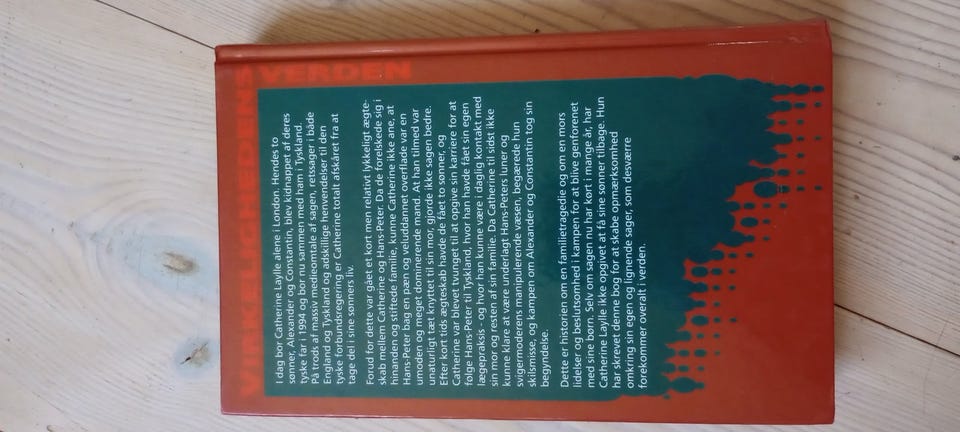 VIRKELIGHEDENS VERDEN
I dag bor Catherine Laylle alene i London. Hendes to
sønner, Alexander og Constantin, blev kidnappet af deres
tyske far i 1994 og bor nu sammen med ham i Tyskland.
På trods af massiv medieomtale af sagen, retssager i både
England og Tyskland og adskillige henvendelser til den
tyske forbundsregering er Catherine totalt afskåret fra at
tage del i sine sønners liv.
Forud for dette var gået et kort men relativt lykkeligt ægte-
skab mellem Catherine og Hans-Peter. Da de forelskede sig i
hinanden og stiftede familie, kunne Catherine ikke ane, at
Hans-Peter bag en pæn og veluddannet overflade var en
umoden og meget dominerende mand. At han tilmed var
unaturligt tæt knyttet til sin mor, gjorde ikke sagen bedre.
Efter kort tids ægteskab havde de fået to sønner, og
Catherine var blevet tvunget til at opgive sin karriere for at
følge Hans-Peter til Tyskland, hvor han havde fået sin egen
lægepraksis - og hvor han kunne være i daglig kontakt med
sin mor og resten af sin familie. Da Catherine til sidst ikke
kunne klare at være underlagt Hans-Peters luner og
svigermoderens manipulerende væsen, begærede hun
skilsmisse, og kampen om Alexander og Constantin tog sin
begyndelse.
Dette er historien om en familietragedie og om en mors
lidelser og beslutsomhed i kampen for at blive genforenet
med sine børn. Selv om sagen nu har kørt i mange år, har
Catherine Laylle ikke opgivet at få sine sønner tilbage. Hun
har skrevet denne bog for at skabe opmærksomhed
omkring sin egen og lignende sager, som desværre
forekommer overalt i verden.